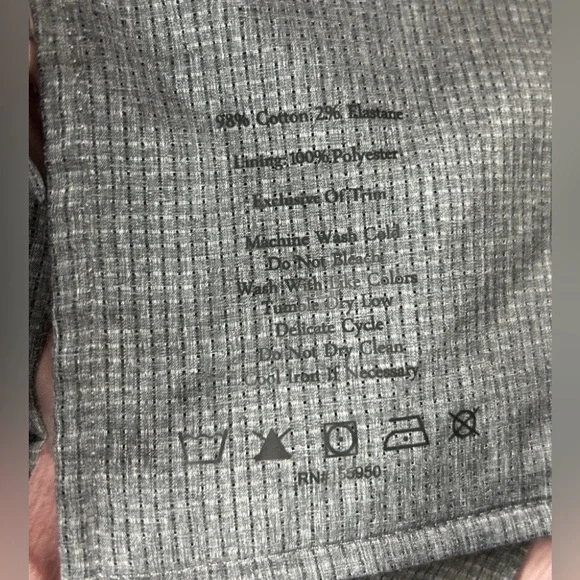 98% Cotton 2% Elastane
Lining: 100% Polyester
Exclusive Of Trim
Machine Wash Cold
Do Not Bleach
Wash With Like Colors
Tumble Dry Low
Delicate Cycle
Do Not Dry Clean
Cool Iron If Necessary
RN#